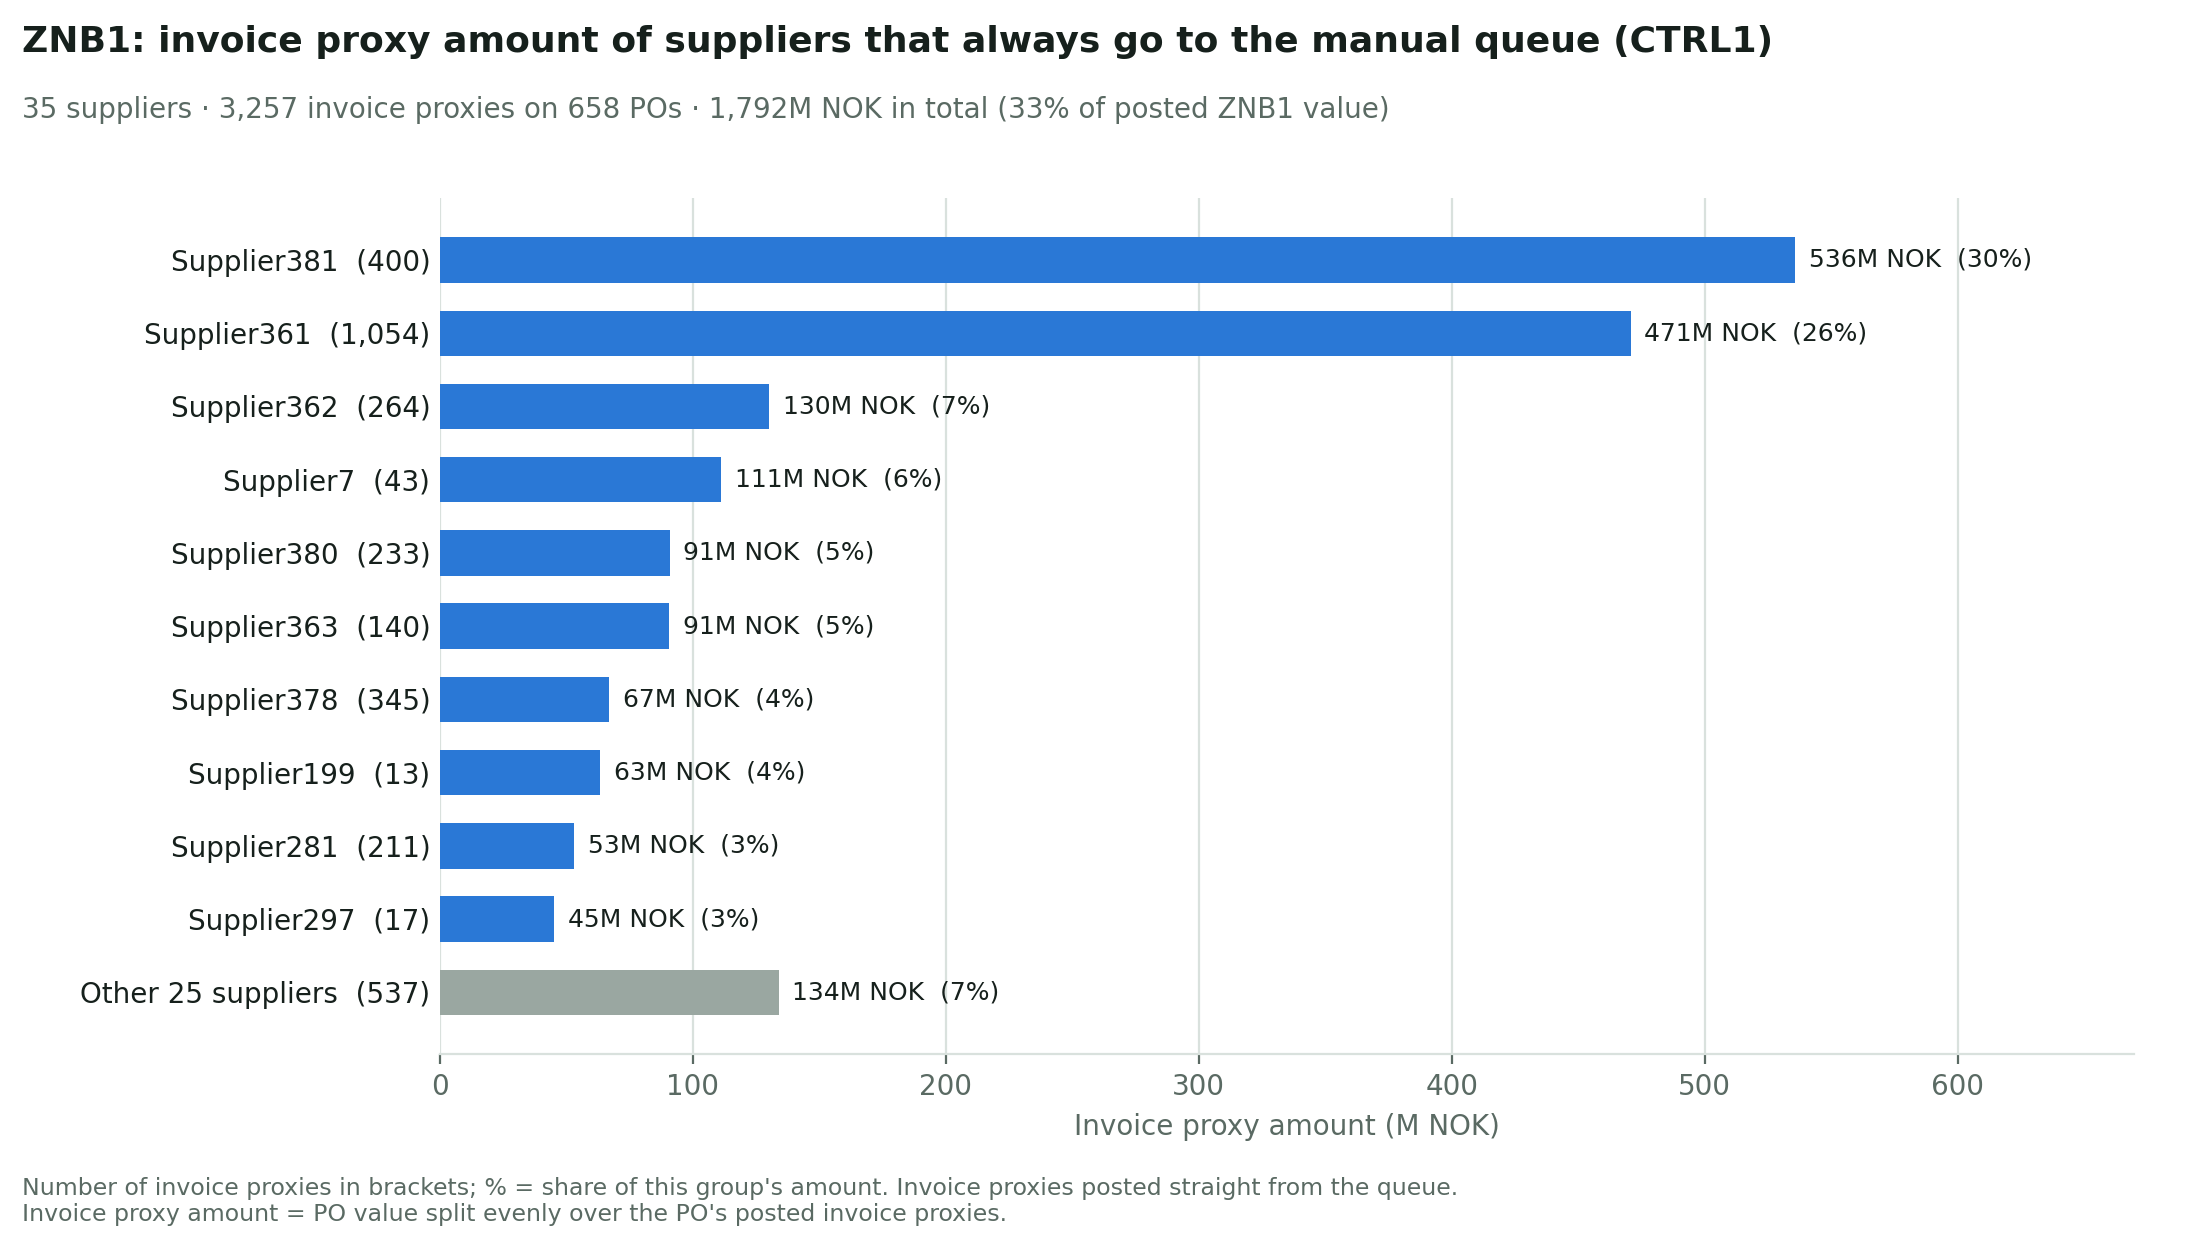 ZNB1: invoice proxy amount of suppliers that always go to the manual queue (CTRL1)
35 suppliers · 3,257 invoice proxies on 658 POs · 1,792M NOK in total (33% of posted ZNB1 value)
Supplier381 (400) 536M NOK (30%)
Supplier361 (1,054) 471M NOK (26%)
Supplier362 (264) 130M NOK (7%)
Supplier7 (43) 111M NOK (6%)
Supplier380 (233) 91M NOK (5%)
Supplier363 (140) 91M NOK (5%)
Supplier378 (345) 67M NOK (4%)
Supplier199 (13) 63M NOK (4%)
Supplier281 (211) 53M NOK (3%)
Supplier297 (17) 45M NOK (3%)
Other 25 suppliers (537) 134M NOK (7%)
0 100 200 300 400 500 600
Invoice proxy amount (M NOK)
Number of invoice proxies in brackets; % = share of this group's amount. Invoice proxies posted straight from the queue.
Invoice proxy amount = PO value split evenly over the PO's posted invoice proxies.